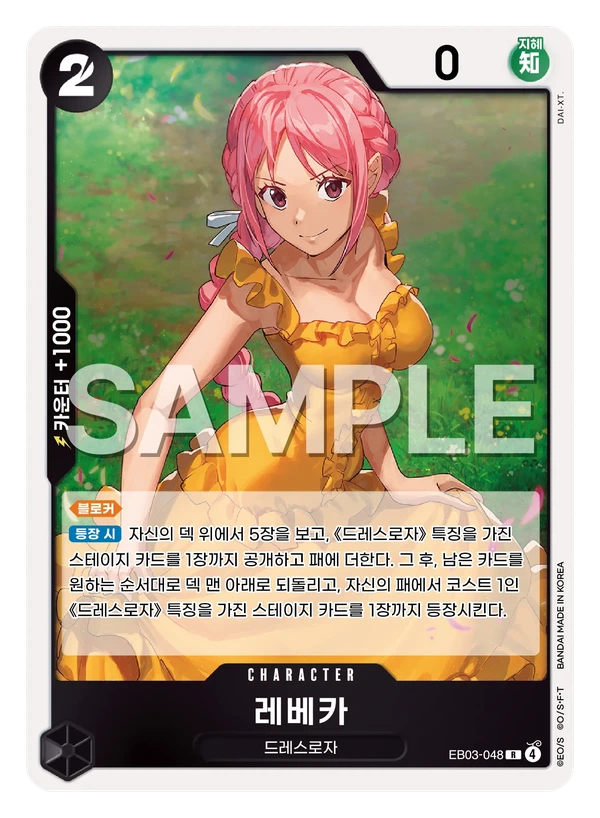 2
0
지혜
知
DAI-XT.
카운터 +1000
SAMPLE
블로커
등장 시 자신의 덱 위에서 5장을 보고, 《드레스로자》 특징을 가진
스테이지 카드를 1장까지 공개하고 패에 더한다. 그 후, 남은 카드를
원하는 순서대로 덱 맨 아래로 되돌리고, 자신의 패에서 코스트 1인
《드레스로자》 특징을 가진 스테이지 카드를 1장까지 등장시킨다.
CHARACTER
레베카
드레스로자
EB03-048 R 4
©EO/S ©O/S·F·T BANDAI MADE IN KOREA